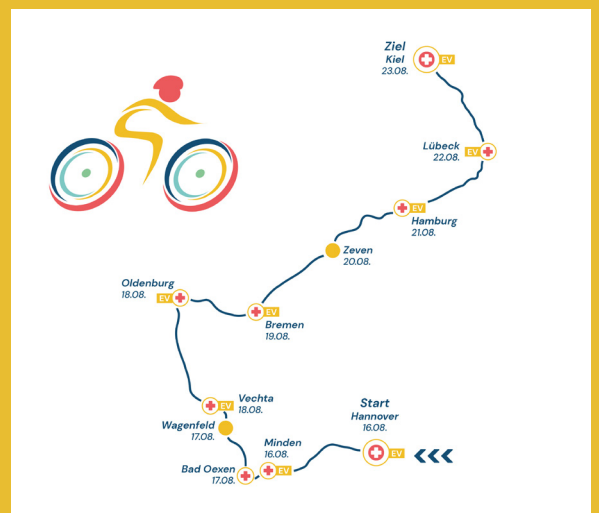 Ziel
Kiel
23.08.
EV
Lübeck
22.08.
EV
EV
Hamburg
21.08.
Zeven
20.08.
Oldenburg
18.08.
EV
EV
Bremen
19.08.
Vechta
18.08.
EV
Wagenfeld
17.08.
Start
Hannover
16.08.
EV
Minden
16.08.
EV
Bad Oexen
17.08.